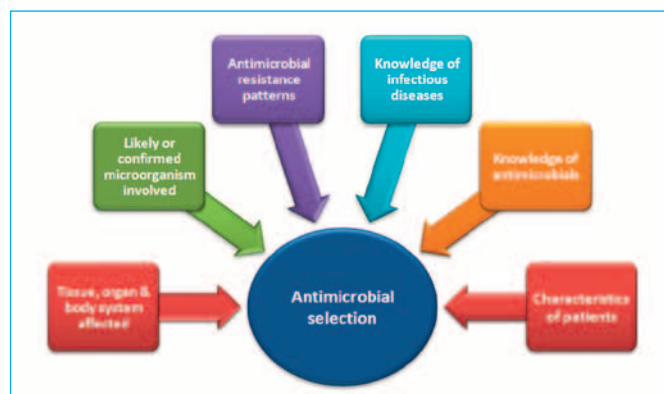 Antimicrobial
resistance
patterns
Knowledge of
infectious
diseases
Likely or
confirmed
microorganism
involved
Knowledge of
antimicrobials
Tissue, organ &
body system
affected
Antimicrobial
selection
Characteristics
of patients